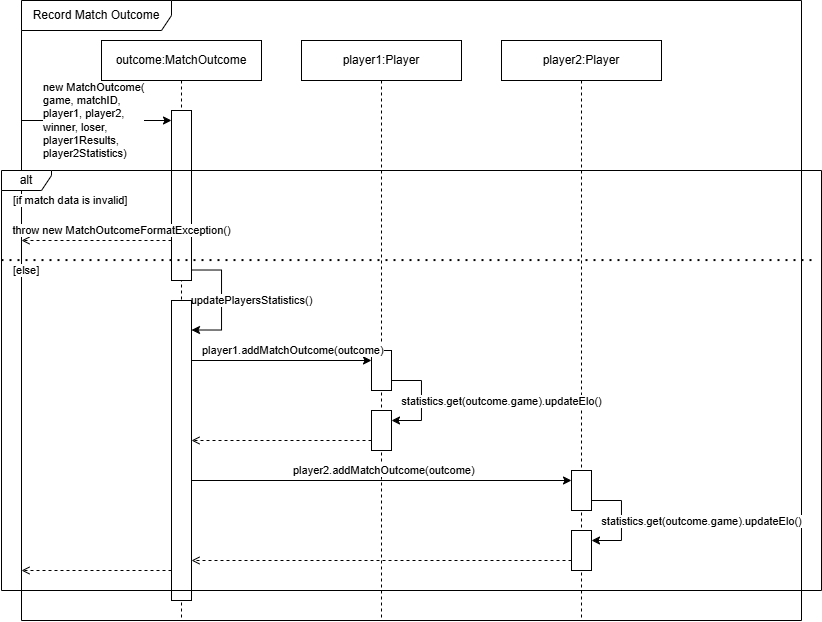 Record Match Outcome
outcome:MatchOutcome
player1:Player
player2:Player
new MatchOutcome(
game, matchID,
player1, player2,
winner, loser,
player1Results,
player2Statistics)
alt
[if match data is invalid]
throw new MatchOutcomeFormatException()
[else]
updatePlayersStatistics()
player1.addMatchOutcome(outcome)
statistics.get(outcome.game).updateElo()
player2.addMatchOutcome(outcome)
statistics.get(outcome.game).updateElo()